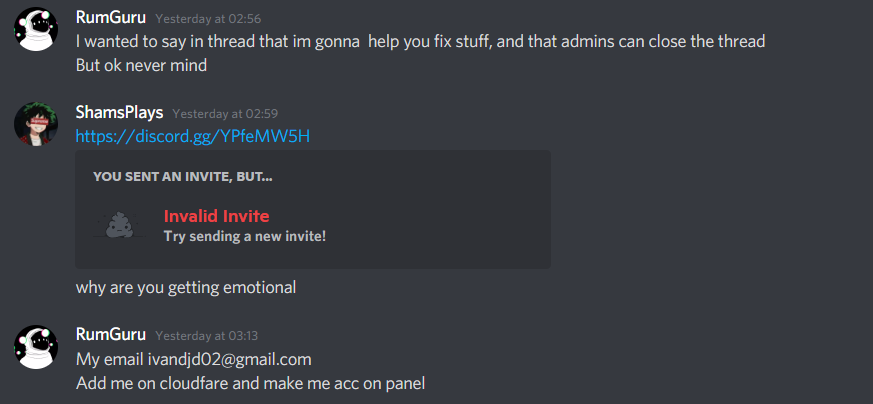 RumGuru Yesterday at 02:56
I wanted to say in thread that im gonna help you fix stuff, and that admins can close the thread
But ok never mind
ShamsPlays Yesterday at 02:59
https://discord.gg/YPfeMW5H
YOU SENT AN INVITE, BUT...
Invalid Invite
Try sending a new invite!
why are you getting emotional
RumGuru Yesterday at 03:13
My email ivandjd02@gmail.com
Add me on cloudfare and make me acc on panel